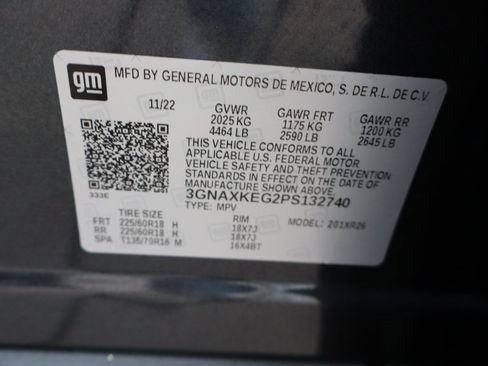 gm
MFD BY GENERAL MOTORS DE MEXICO, S. DE R.L. DE C.V.
11/22 GVWR GAWR FRT GAWR RR
2025 KG 1175 KG 1200 KG
4464 LB 2590 LB 2645 LB
THIS VEHICLE CONFORMS TO ALL
APPLICABLE U.S. FEDERAL MOTOR
VEHICLE SAFETY AND THEFT PREVENTION
STANDARDS IN EFFECT ON THE DATE OF
MANUFACTURE SHOWN ABOVE.
333E 3GNAXKEG2PS132740
TYPE: MPV MODEL: 201XR26
TIRE SIZE RIM
FRT 225/60R18 H 18X7J
RR 225/60R18 H 18X7J
SPA T135/70R16 M 16X4BT